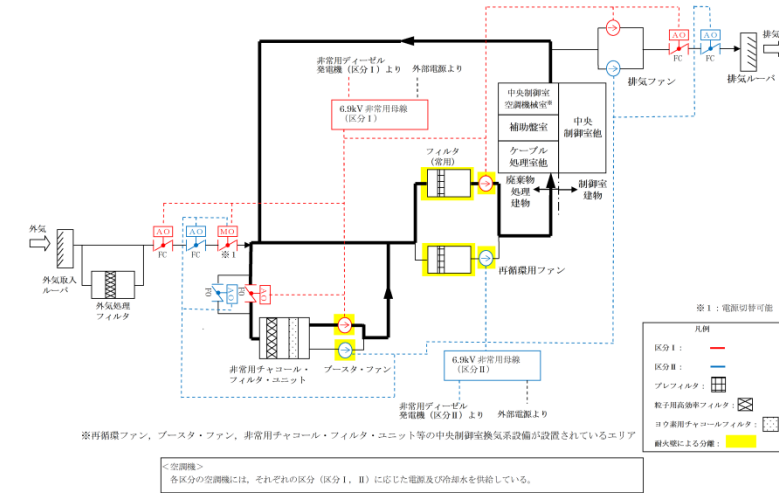 排気
AO
AO
FC
FC
排気ルーバ
排気ファン
非常用ディーゼル
発電機(区分Ⅰ)より
外部電源より
6.9kV 非常用母線
(区分Ⅰ)
中央制御室
空調機械室※
補助盤室
ケーブル
処理室他
中央
制御室他
フィルタ
(常用)
廃棄物
処理
建物
制御室
建物
外気
AO
AO
MO
FC
FC
※1
外気取入
ルーバ
外気処理
フィルタ
FO
AO
FO
AO
再循環用ファン
※1:電源切替可能
非常用チャコール・
フィルタ・ユニット
ブースタ・ファン
6.9kV 非常用母線
(区分Ⅱ)
非常用ディーゼル
発電機(区分Ⅱ)より
外部電源より
凡例
区分Ⅰ:
区分Ⅱ:
プレフィルタ:
粒子用高効率フィルタ:
ヨウ素用チャコールフィルタ:
耐火壁による分離:
※再循環ファン,ブースタ・ファン,非常用チャコール・フィルタ・ユニット等の中央制御室換気系設備が設置されているエリア
<空調機>
各区分の空調機には,それぞれの区分(区分Ⅰ,Ⅱ)に応じた電源及び冷却水を供給している。